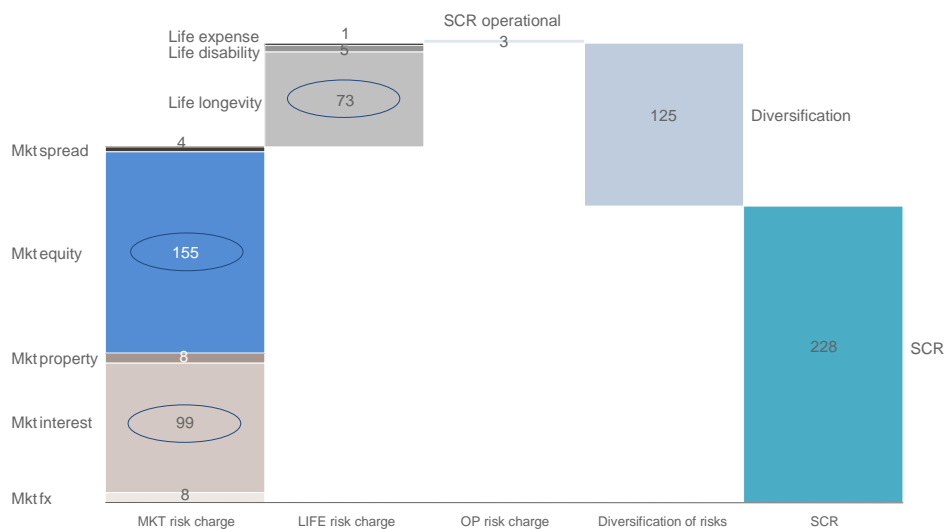 SCR operational
Life expense
1
3
Life disability
5
Life longevity
73
125
Diversification
Mkt spread
4
Mkt equity
155
Mkt property
8
228
SCR
Mkt interest
99
Mkt fx
8
MKT risk charge
LIFE risk charge
OP risk charge
Diversification of risks
SCR